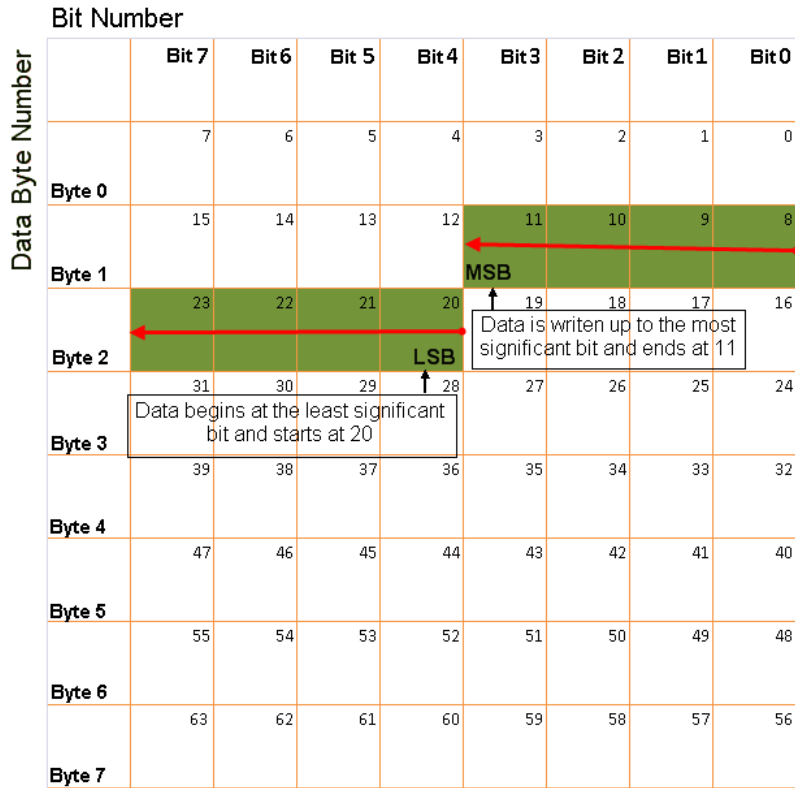 Bit Number
Data Byte Number
Bit 7 Bit 6 Bit 5 Bit 4 Bit 3 Bit 2 Bit 1 Bit 0
7 6 5 4 3 2 1 0
Byte 0
15 14 13 12 11 10 9 8
Byte 1 MSB
23 22 21 20 19 18 17 16
Data is writen up to the most
significant bit and ends at 11
Byte 2 LSB
31 30 29 28 27 26 25 24
Data begins at the least significant
bit and starts at 20
Byte 3
39 38 37 36 35 34 33 32
Byte 4
47 46 45 44 43 42 41 40
Byte 5
55 54 53 52 51 50 49 48
Byte 6
63 62 61 60 59 58 57 56
Byte 7